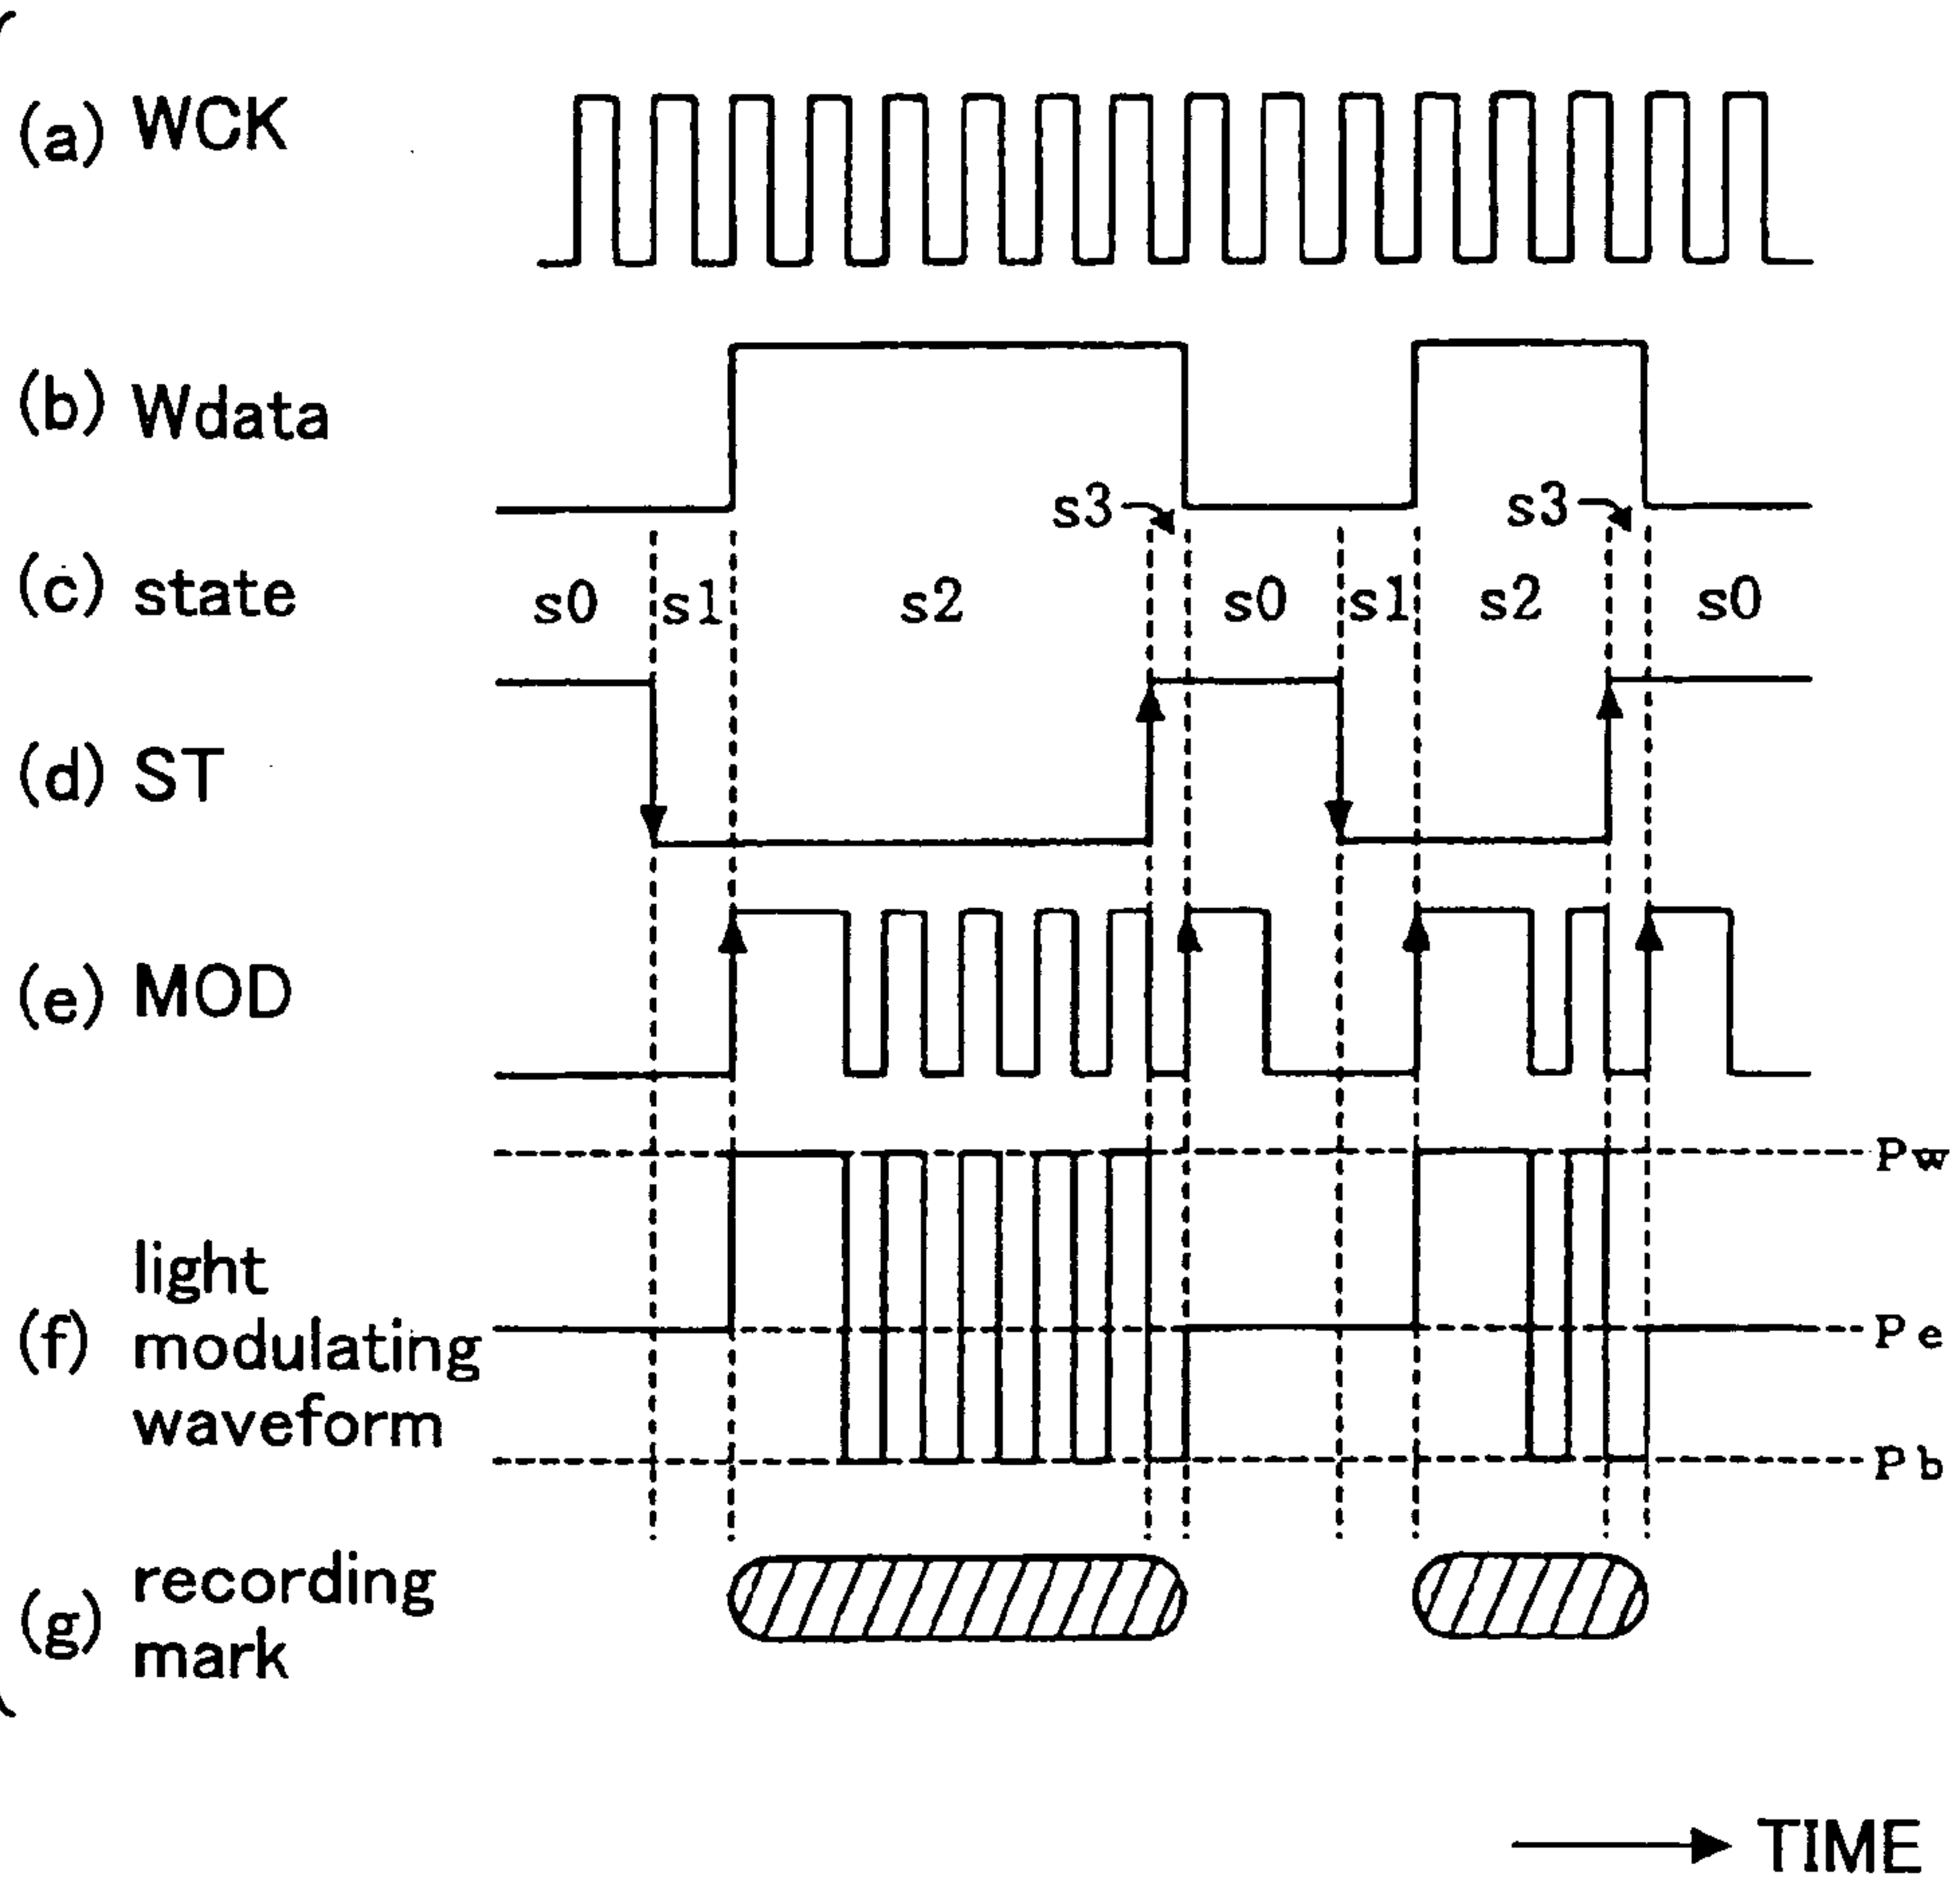 (a) WCK
(b) Wdata
s3
s3
(c) state
s0
s1
s2
s0
s1
s2
s0
(d) ST
(e) MOD
Pw
(f) light
modulating
waveform
Pe
Pb
(g) recording
mark
TIME